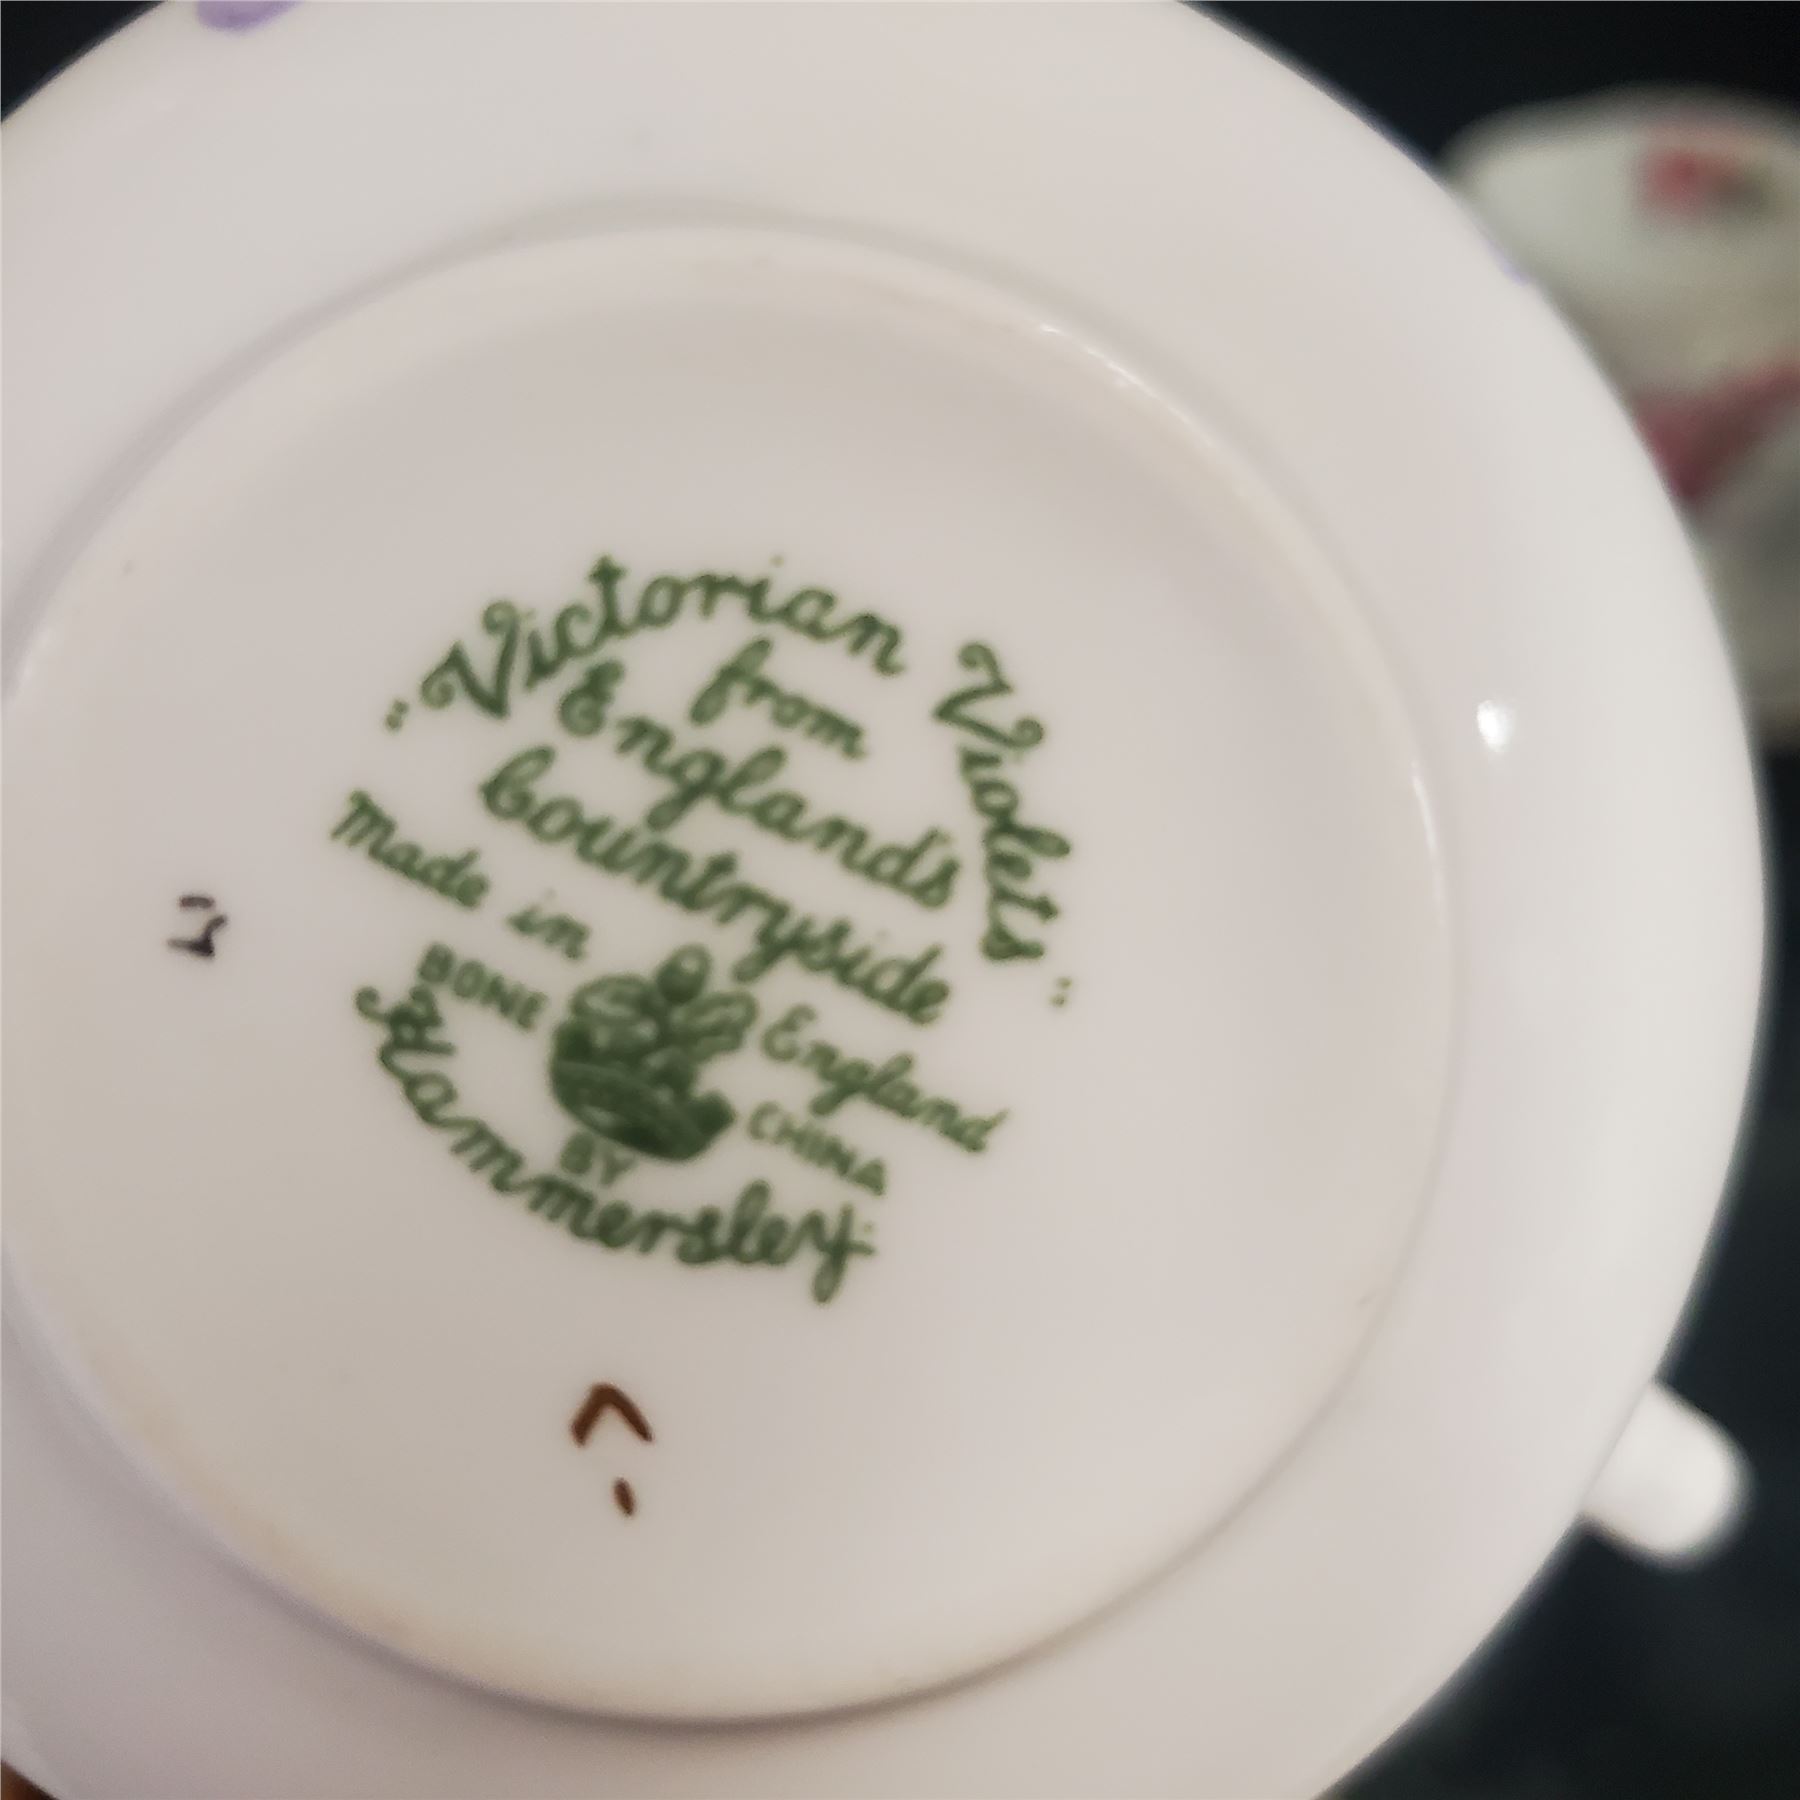 "Victorian Violets"
from
England's
Countryside
Made in England
BONE CHINA
BY
Hammersley